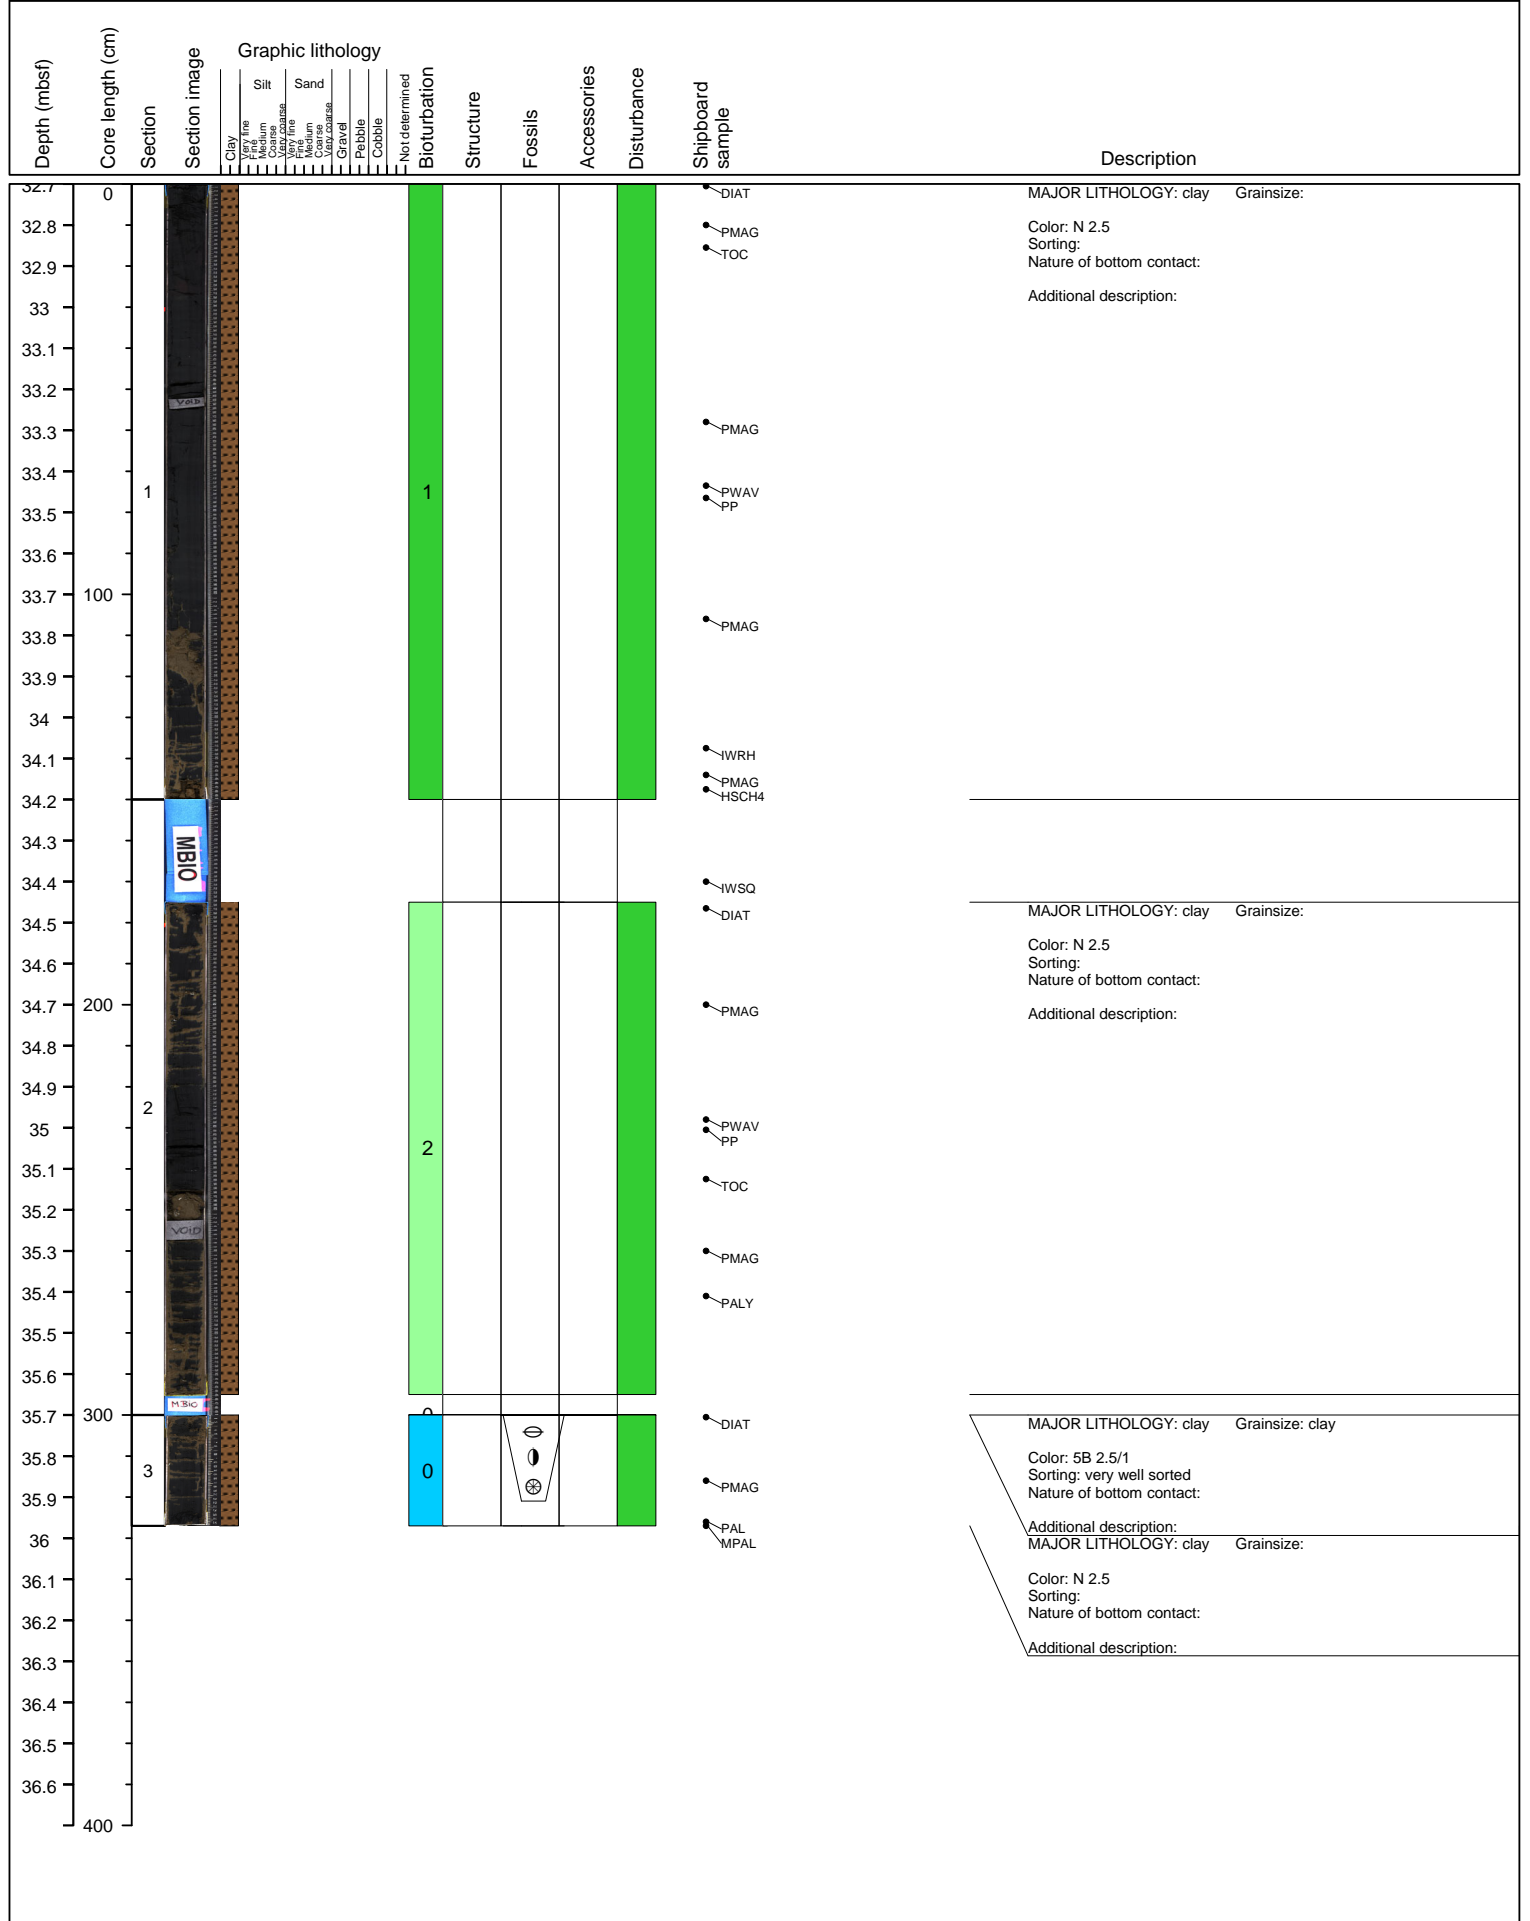 Depth (mbsf)
Core length (cm)
Section
Section image
Graphic lithology
Clay
Silt
Very fine
Fine
Medium
Coarse
Very coarse
Sand
Very fine
Fine
Medium
Coarse
Very coarse
Gravel
Pebble
Cobble
Not determined
Bioturbation
Structure
Fossils
Accessories
Disturbance
Shipboard
sample
Description
32.7
32.8
32.9
33
33.1
33.2
33.3
33.4
33.5
33.6
33.7
33.8
33.9
34
34.1
34.2
34.3
34.4
34.5
34.6
34.7
34.8
34.9
35
35.1
35.2
35.3
35.4
35.5
35.6
35.7
35.8
35.9
36
36.1
36.2
36.3
36.4
36.5
36.6
0
100
200
300
400
1
2
3
VOID
MBIO
VOID
MBIO
1
2
0
0
DIAT
PMAG
TOC
PMAG
PWAV
PP
PMAG
IWRH
PMAG
HSCH4
IWSQ
DIAT
PMAG
PWAV
PP
TOC
PMAG
PALY
DIAT
PMAG
PAL
MPAL
MAJOR LITHOLOGY: clay Grainsize:
Color: N 2.5
Sorting:
Nature of bottom contact:
Additional description:
MAJOR LITHOLOGY: clay Grainsize:
Color: N 2.5
Sorting:
Nature of bottom contact:
Additional description:
MAJOR LITHOLOGY: clay Grainsize: clay
Color: 5B 2.5/1
Sorting: very well sorted
Nature of bottom contact:
Additional description:
MAJOR LITHOLOGY: clay Grainsize:
Color: N 2.5
Sorting:
Nature of bottom contact:
Additional description: